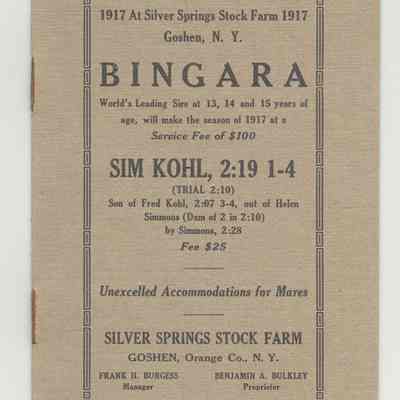 1917 At Silver Springs Stock Farm 1917
Goshen, N. Y.
BINGARA
World's Leading Sire at 13, 14 and 15 years of
age, will make the season of 1917 at a
Service Fee of $100
SIM KOHL, 2:19 1-4
(TRIAL 2:10)
Son of Fred Kohl, 2:07 3-4, out of Helen
Simmons (Dam of 2 in 2:10)
by Simmons, 2:28
Fee $25
Unexcelled Accommodations for Mares
SILVER SPRINGS STOCK FARM
GOSHEN, Orange Co., N. Y.
FRANK H. BURGESS BENJAMIN A. BULKLEY
Manager Proprietor